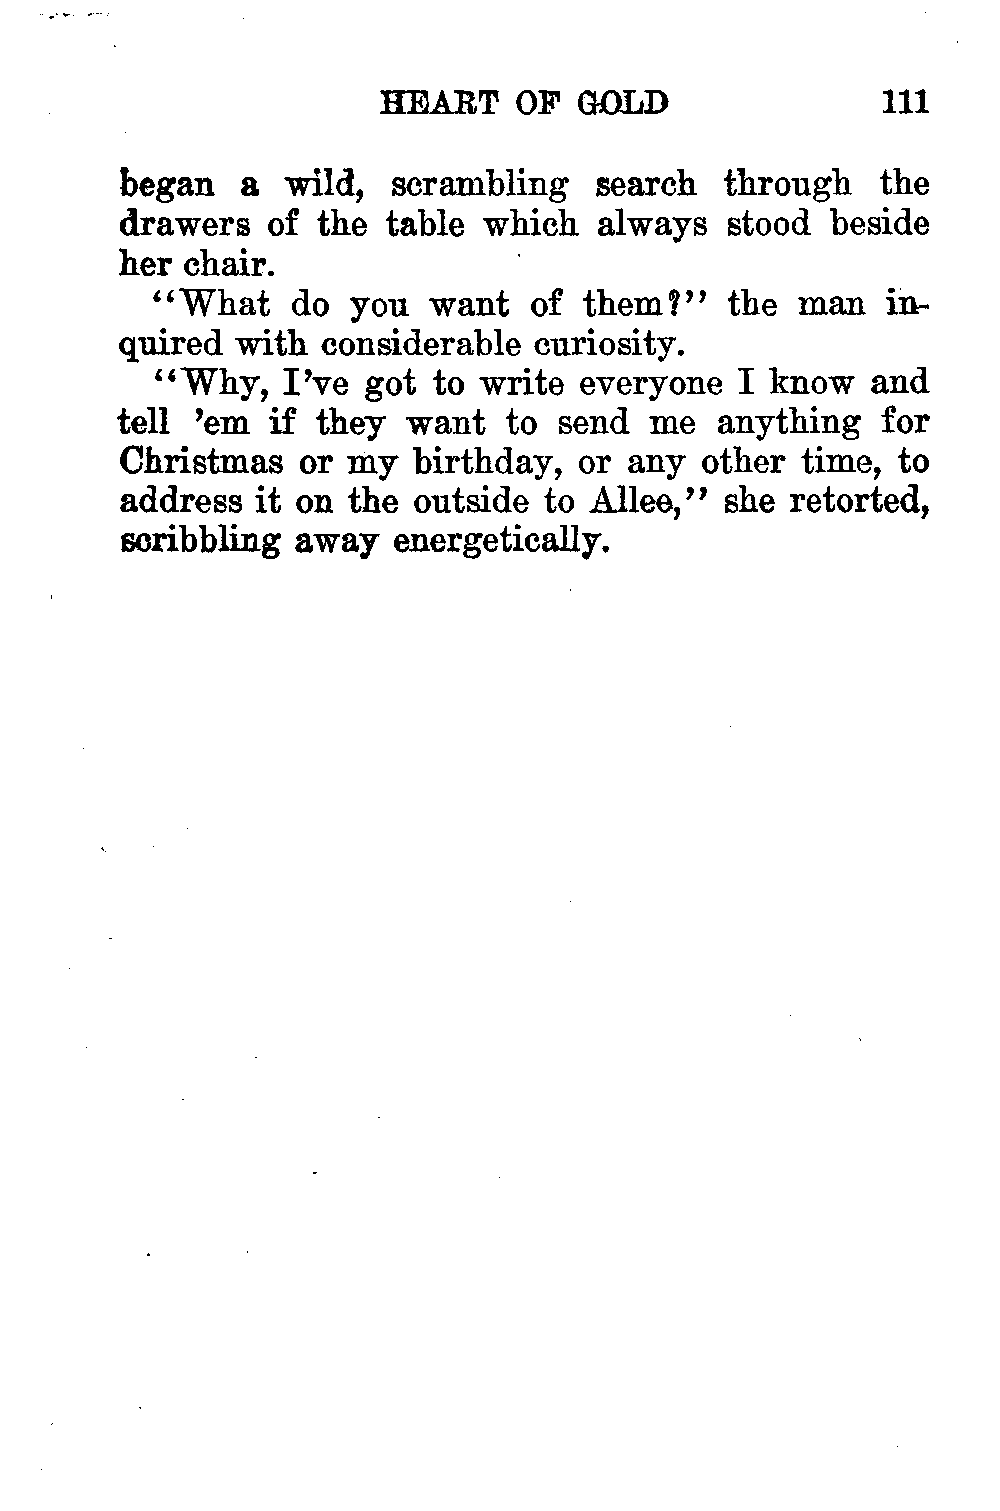 HEART OF GOLD 111
began a wild, scrambling search through the
drawers of the table which always stood beside
her chair.
“What do you want of them?” the man in-
quired with considerable curiosity.
“Why, I’ve got to write everyone I know and
tell ’em if they want to send me anything for
Christmas or my birthday, or any other time, to
address it on the outside to Allee,” she retorted,
scribbling away energetically.